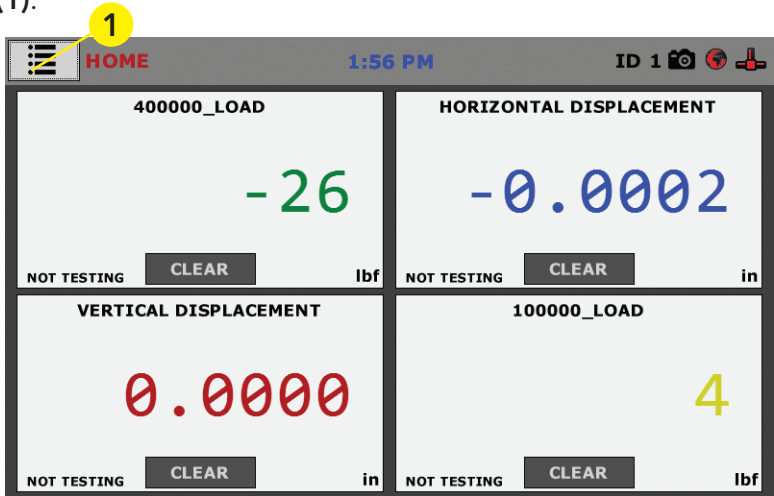 (1).
1
HOME 1:56 PM ID 1
400000_LOAD
-26
NOT TESTING CLEAR lbf
HORIZONTAL DISPLACEMENT
-0.0002
NOT TESTING CLEAR in
VERTICAL DISPLACEMENT
0.0000
NOT TESTING CLEAR in
100000_LOAD
4
NOT TESTING CLEAR lbf